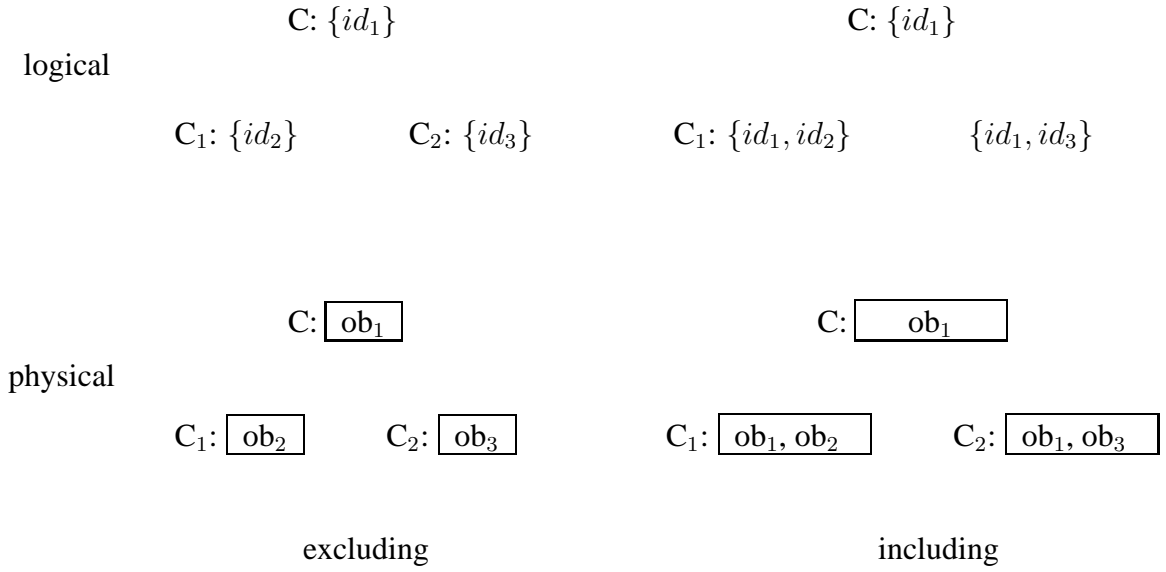 C: {id₁} C: {id₁}
logical
C₁: {id₂} C₂: {id₃} C₁: {id₁, id₂} {id₁, id₃}
C: ob₁ C: ob₁
physical
C₁: ob₂ C₂: ob₃ C₁: ob₁, ob₂ C₂: ob₁, ob₃
excluding including